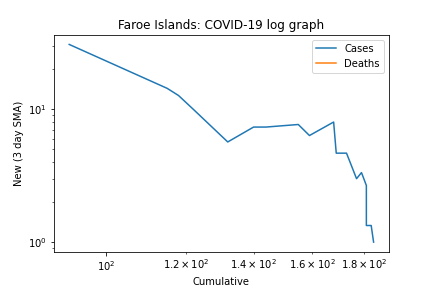 Faroe Islands: COVID-19 log graph
Cases
Deaths
New (3 day SMA)
10¹
10⁰
10² 1.2 × 10² 1.4 × 10² 1.6 × 10² 1.8 × 10²
Cumulative